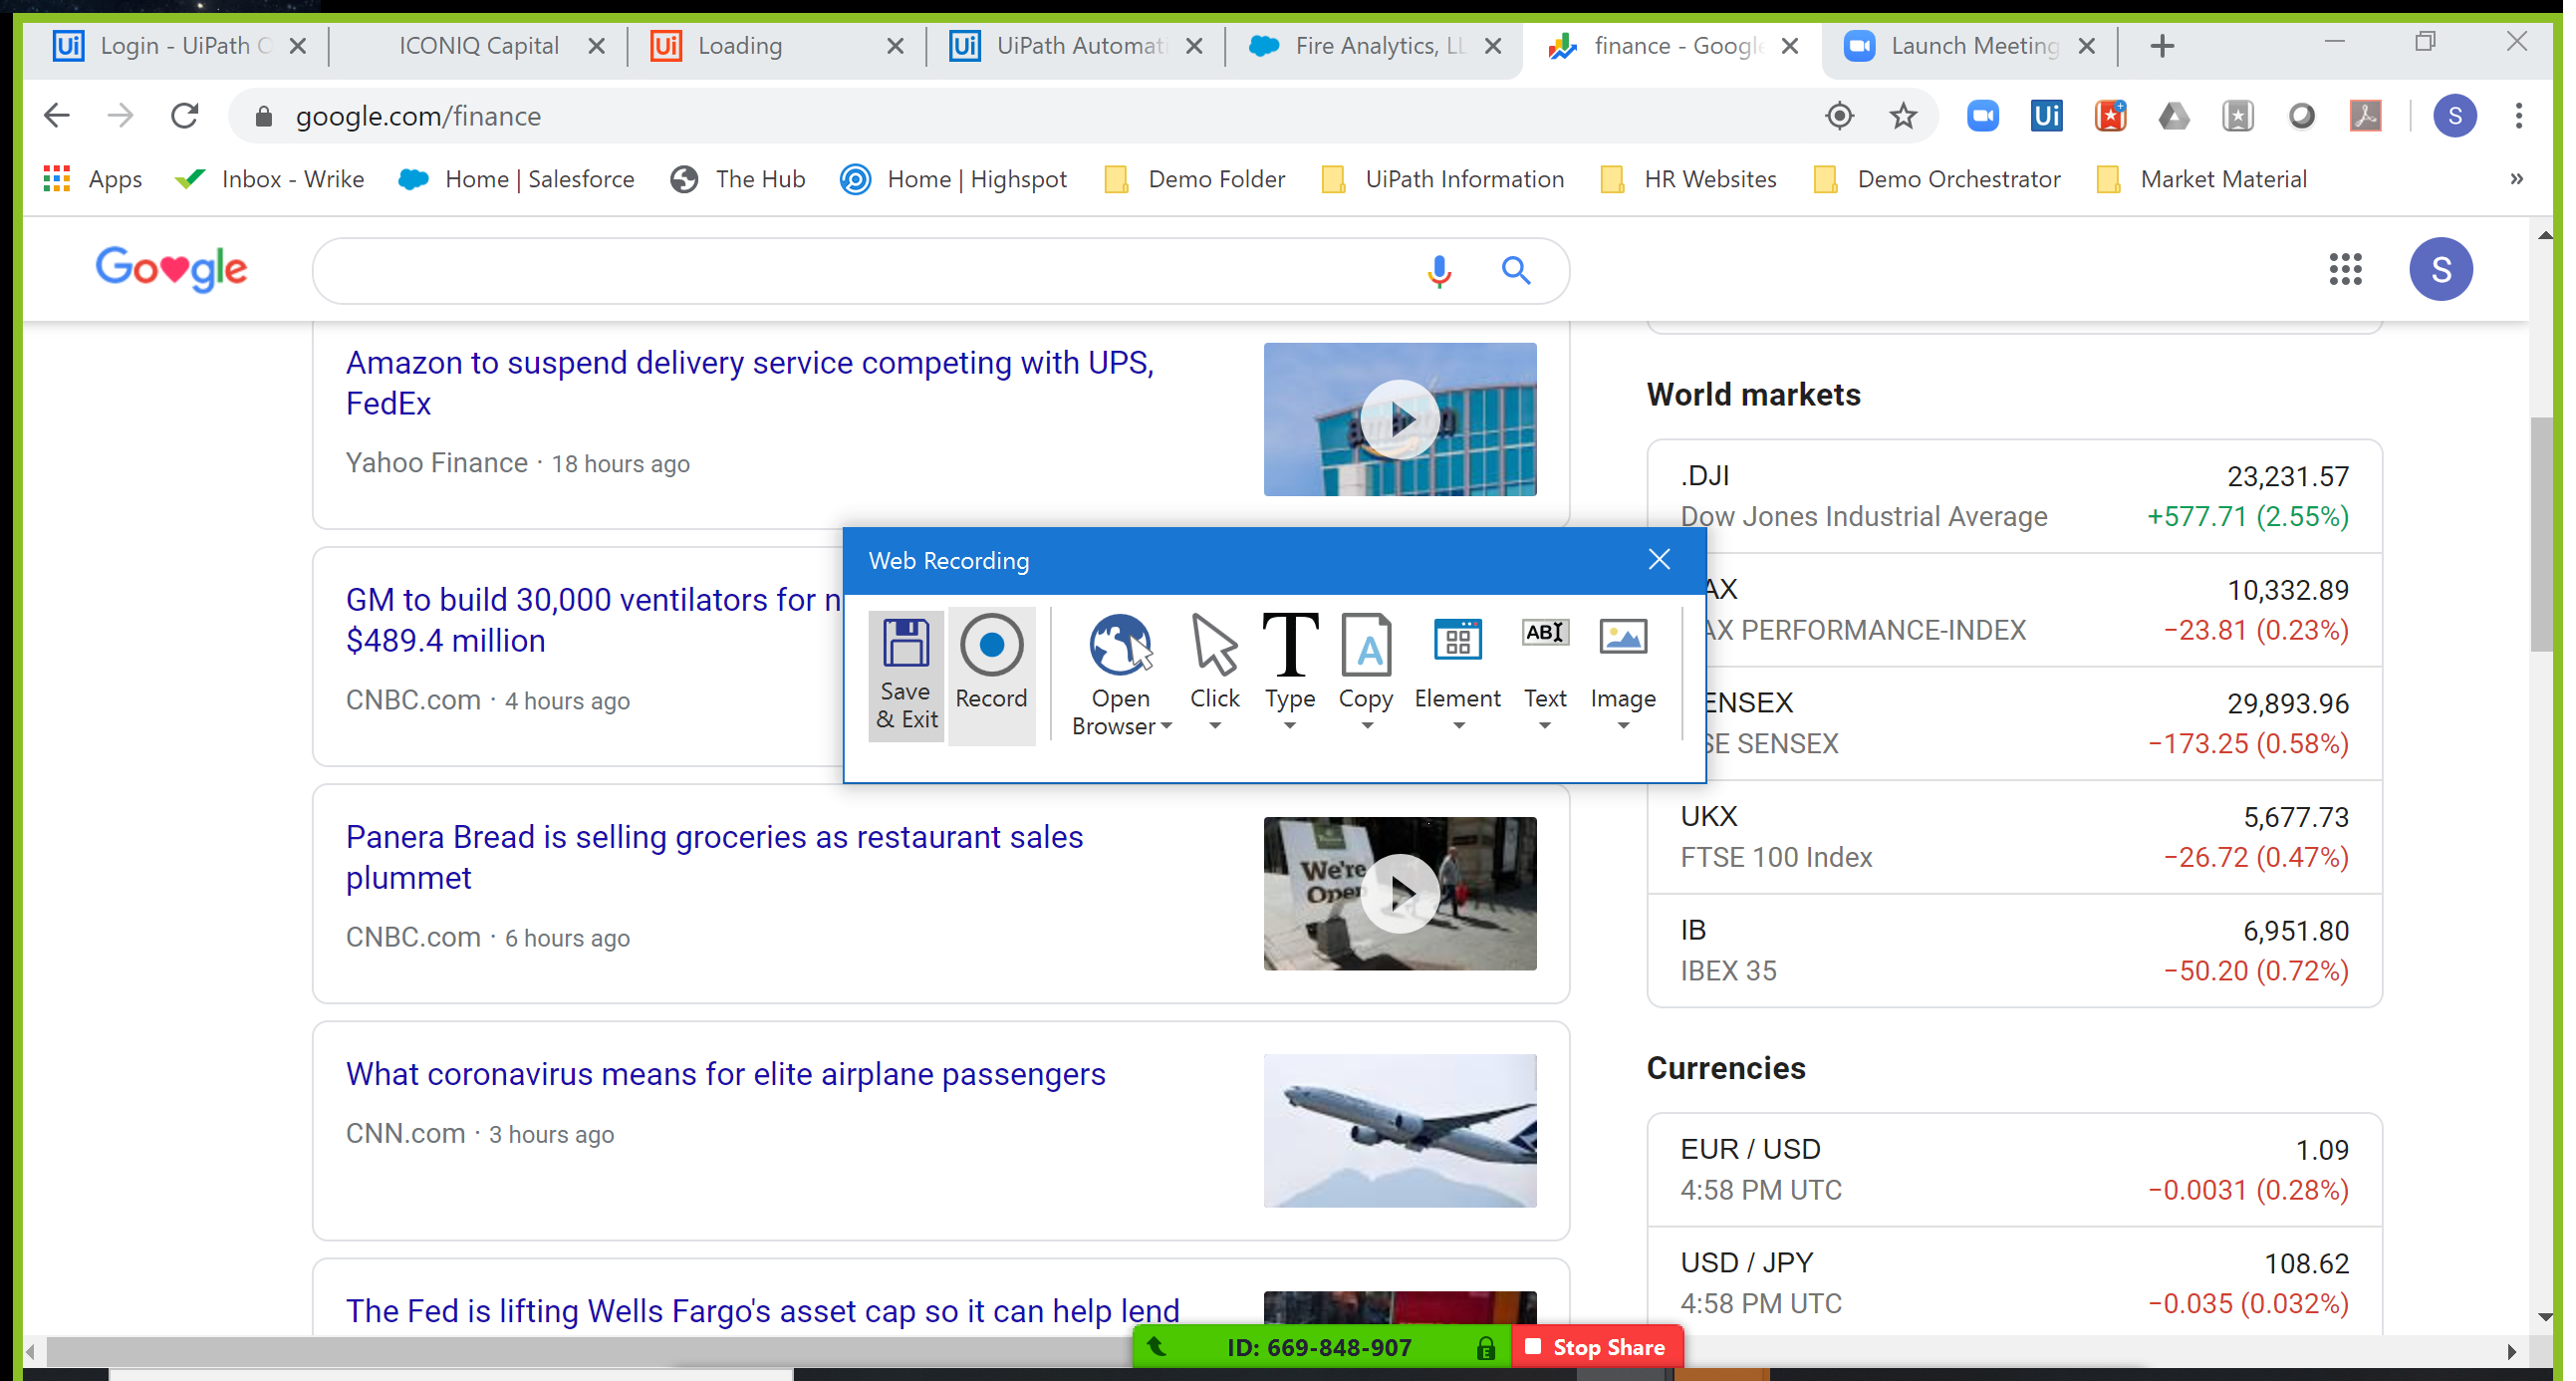 Login - UiPath O
ICONIQ Capital
Loading
UiPath Automati
Fire Analytics, LL
finance - Google
Launch Meeting
google.com/finance
Ui
S
Apps
Inbox - Wrike
Home | Salesforce
The Hub
Home | Highspot
Demo Folder
UiPath Information
HR Websites
Demo Orchestrator
Market Material
»
Google
S
Amazon to suspend delivery service competing with UPS,
FedEx
Yahoo Finance · 18 hours ago
amazon
GM to build 30,000 ventilators for n
$489.4 million
CNBC.com · 4 hours ago
Panera Bread is selling groceries as restaurant sales
plummet
CNBC.com · 6 hours ago
We're
Open
What coronavirus means for elite airplane passengers
CNN.com · 3 hours ago
The Fed is lifting Wells Fargo's asset cap so it can help lend
Web Recording
Save
& Exit
Record
Open
Browser
Click
Type
Copy
Element
Text
Image
World markets
.DJI 23,231.57
Dow Jones Industrial Average +577.71 (2.55%)
AX 10,332.89
AX PERFORMANCE-INDEX −23.81 (0.23%)
ENSEX 29,893.96
SE SENSEX −173.25 (0.58%)
UKX 5,677.73
FTSE 100 Index −26.72 (0.47%)
IB 6,951.80
IBEX 35 −50.20 (0.72%)
Currencies
EUR / USD 1.09
4:58 PM UTC −0.0031 (0.28%)
USD / JPY 108.62
4:58 PM UTC −0.035 (0.032%)
ID: 669-848-907
Stop Share